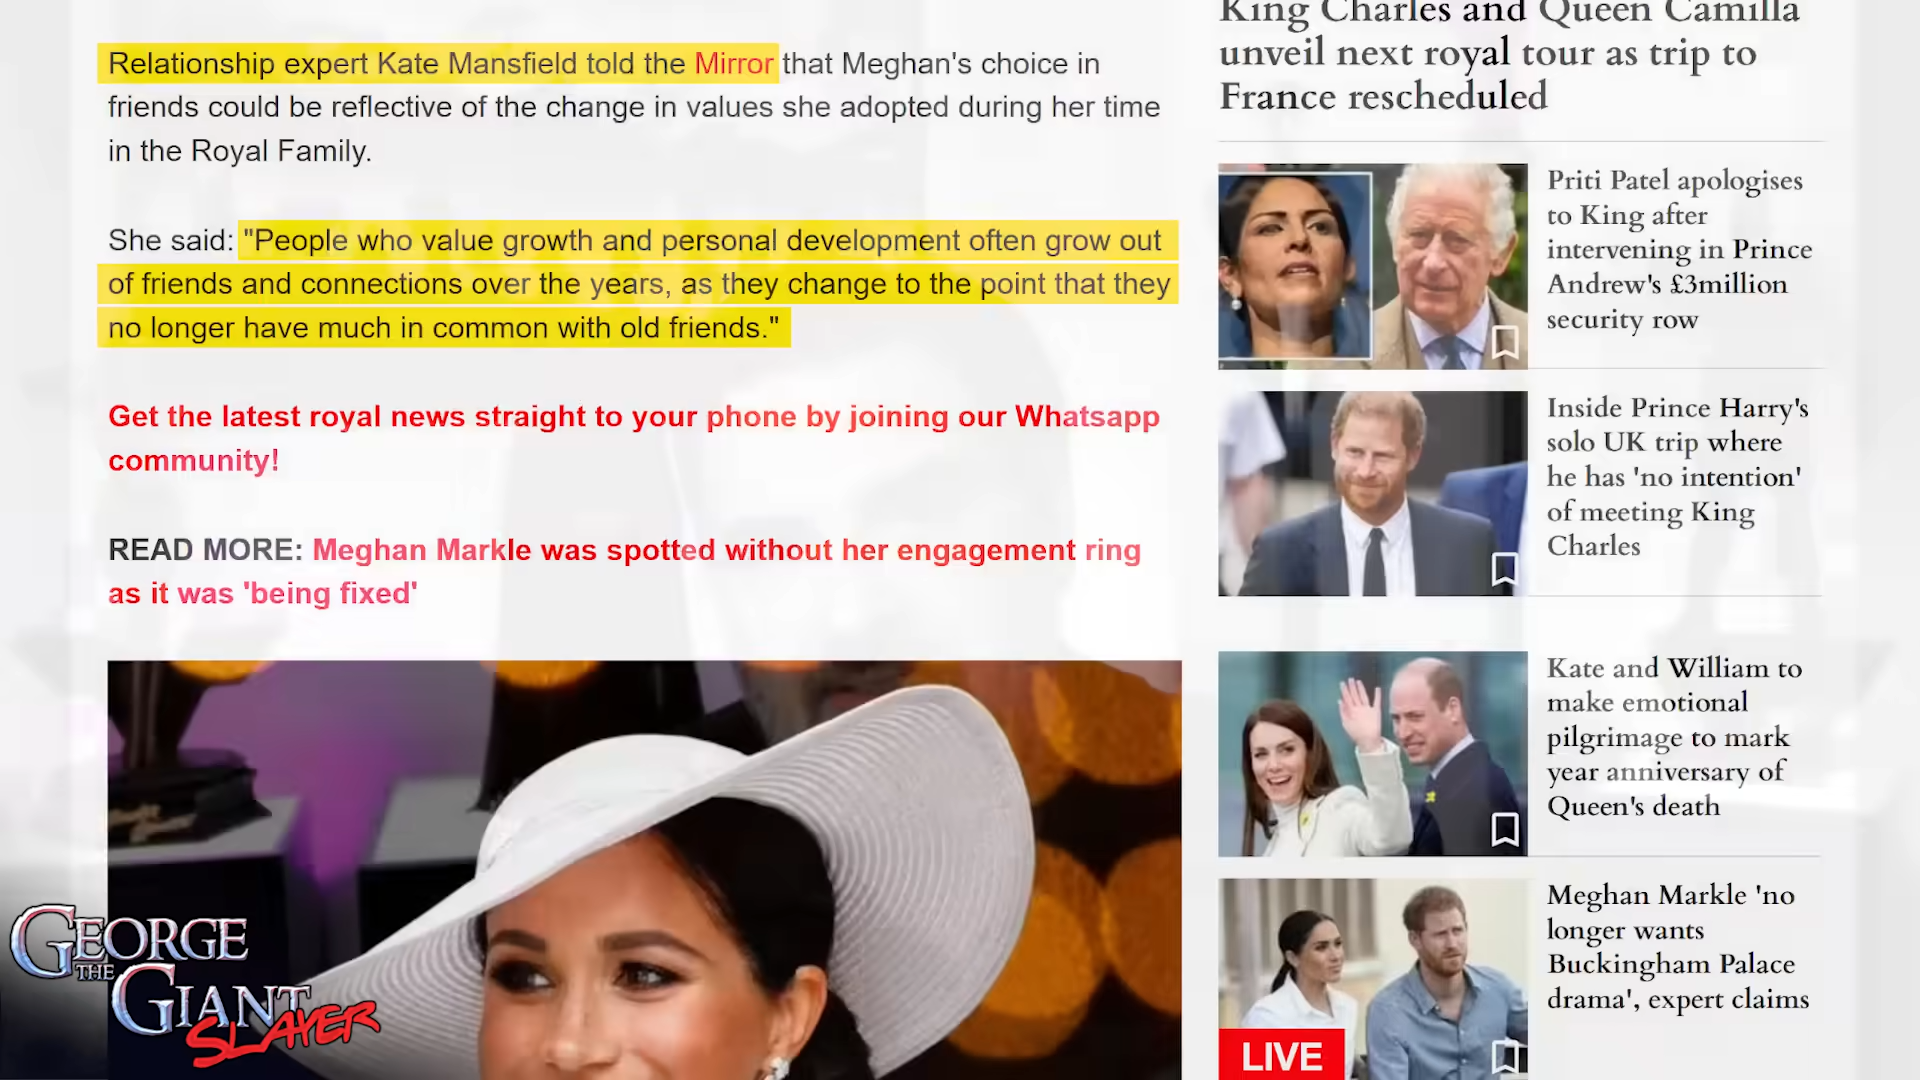 Relationship expert Kate Mansfield told the Mirror that Meghan's choice in
friends could be reflective of the change in values she adopted during her time
in the Royal Family.
She said: "People who value growth and personal development often grow out
of friends and connections over the years, as they change to the point that they
no longer have much in common with old friends."
Get the latest royal news straight to your phone by joining our Whatsapp
community!
READ MORE: Meghan Markle was spotted without her engagement ring
as it was 'being fixed'
King Charles and Queen Camilla
unveil next royal tour as trip to
France rescheduled
Priti Patel apologises
to King after
intervening in Prince
Andrew's £3million
security row
Inside Prince Harry's
solo UK trip where
he has 'no intention'
of meeting King
Charles
Kate and William to
make emotional
pilgrimage to mark
year anniversary of
Queen's death
Meghan Markle 'no
longer wants
Buckingham Palace
drama', expert claims
LIVE
GEORGE
THE
GIANT
SLAYER